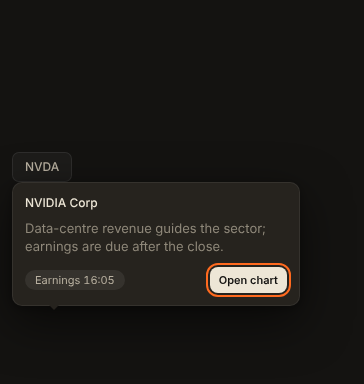 NVDA
NVIDIA Corp
Data-centre revenue guides the sector;
earnings are due after the close.
Earnings 16:05
Open chart